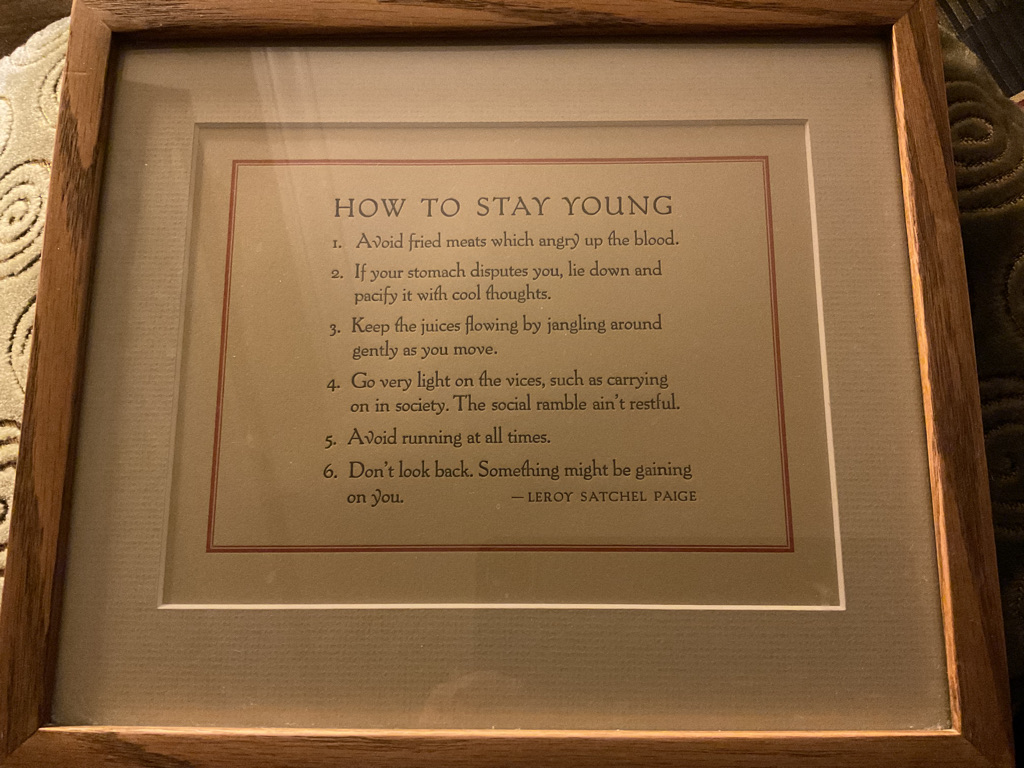 HOW TO STAY YOUNG
1. Avoid fried meats which angry up the blood.
2. If your stomach disputes you, lie down and
pacify it with cool thoughts.
3. Keep the juices flowing by jangling around
gently as you move.
4. Go very light on the vices, such as carrying
on in society. The social ramble ain't restful.
5. Avoid running at all times.
6. Don't look back. Something might be gaining
on you. —LEROY SATCHEL PAIGE